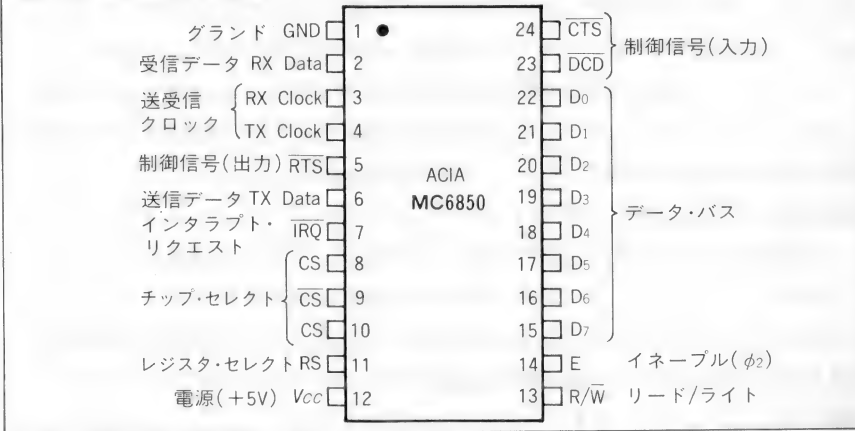 グランド GND 1 24 C̅T̅S̅
受信データ RX Data 2 23 D̅C̅D̅
制御信号(入力)
送受信クロック RX Clock 3 22 D0
TX Clock 4 21 D1
制御信号(出力) R̅T̅S̅ 5 20 D2
ACIA
MC6850
送信データ TX Data 6 19 D3
データ・バス
インタラプト・
リクエスト I̅R̅Q̅ 7 18 D4
CS 8 17 D5
チップ・セレクト C̅S̅ 9 16 D6
CS 10 15 D7
レジスタ・セレクト RS 11 14 E イネーブル(φ2)
電源(+5V) Vcc 12 13 R/W̅ リード/ライト